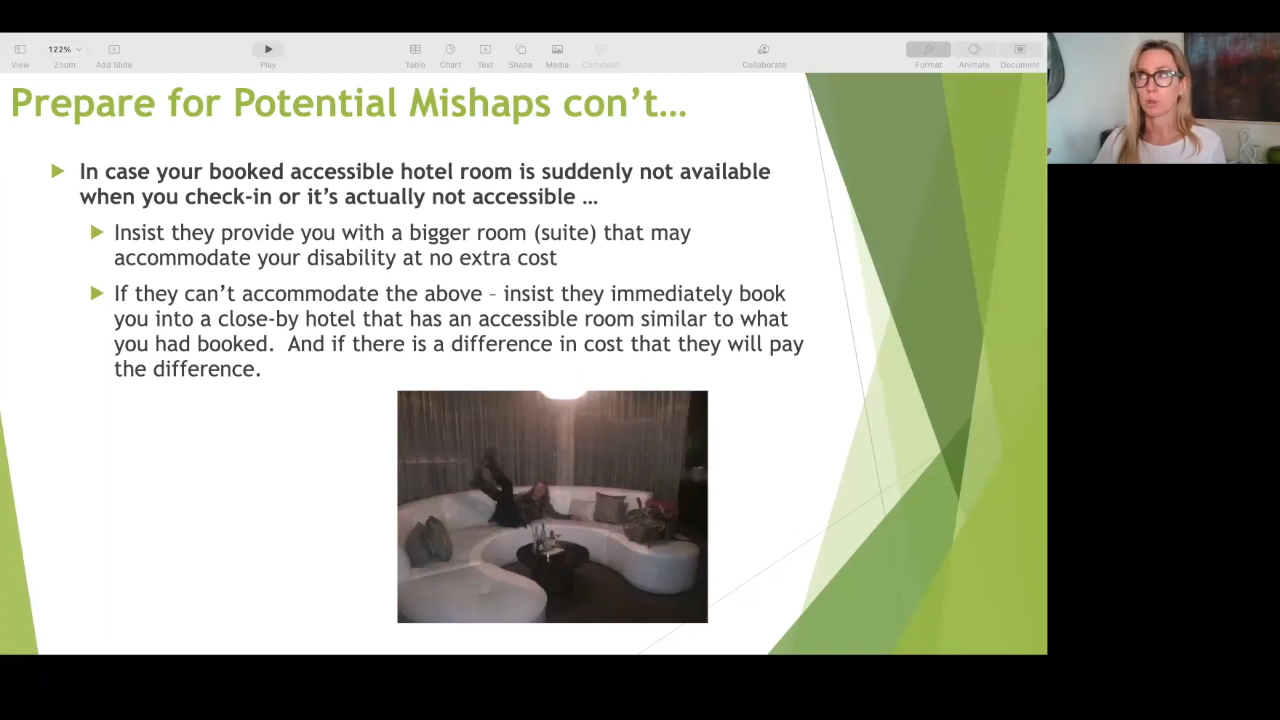 122%
View
Zoom
Add Slide
Play
Table
Chart
Text
Shape
Media
Comment
Collaborate
Format
Animate
Document
Prepare for Potential Mishaps con’t…
In case your booked accessible hotel room is suddenly not available
when you check-in or it’s actually not accessible …
Insist they provide you with a bigger room (suite) that may
accommodate your disability at no extra cost
If they can’t accommodate the above – insist they immediately book
you into a close-by hotel that has an accessible room similar to what
you had booked.  And if there is a difference in cost that they will pay
the difference.